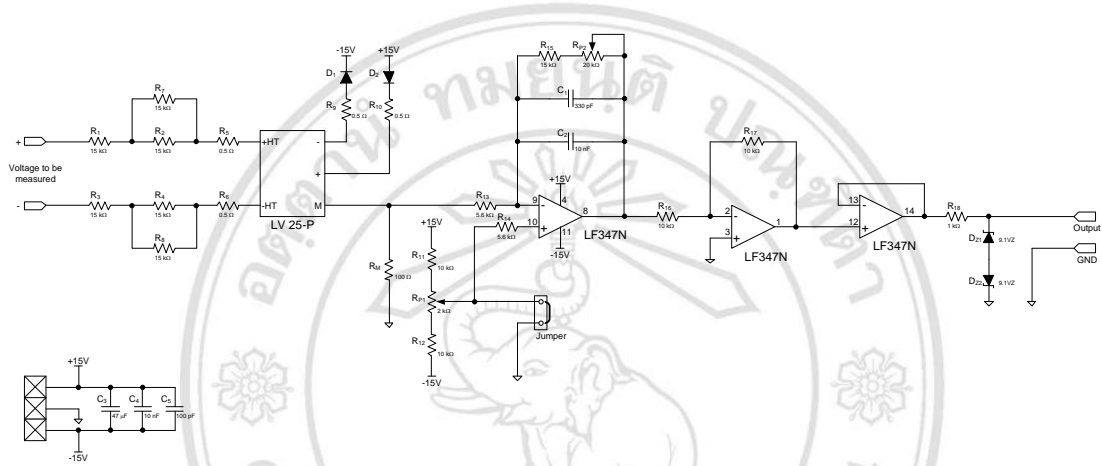 -15V
+15V
D1
D2
R9
0.5 Ω
R10
0.5 Ω
R7
15 kΩ
+
R1
15 kΩ
R2
15 kΩ
R5
0.5 Ω
Voltage to be
measured
-
R3
15 kΩ
R4
15 kΩ
R6
0.5 Ω
R8
15 kΩ
+HT
-HT
-
+
M
LV 25-P
R15
15 kΩ
RP2
20 kΩ
C1
330 pF
C2
10 nF
R13
5.6 kΩ
R14
5.6 kΩ
+15V
4
9
-
10
+
8
11
-15V
LF347N
RM
100 Ω
+15V
R11
10 kΩ
RP1
2 kΩ
R12
10 kΩ
-15V
Jumper
R16
10 kΩ
R17
10 kΩ
2
-
3
+
1
LF347N
13
-
12
+
14
LF347N
R18
1 kΩ
DZ1
9.1VZ
DZ2
9.1VZ
Output
GND
+15V
C3
47 µF
C4
10 nF
C5
100 pF
-15V